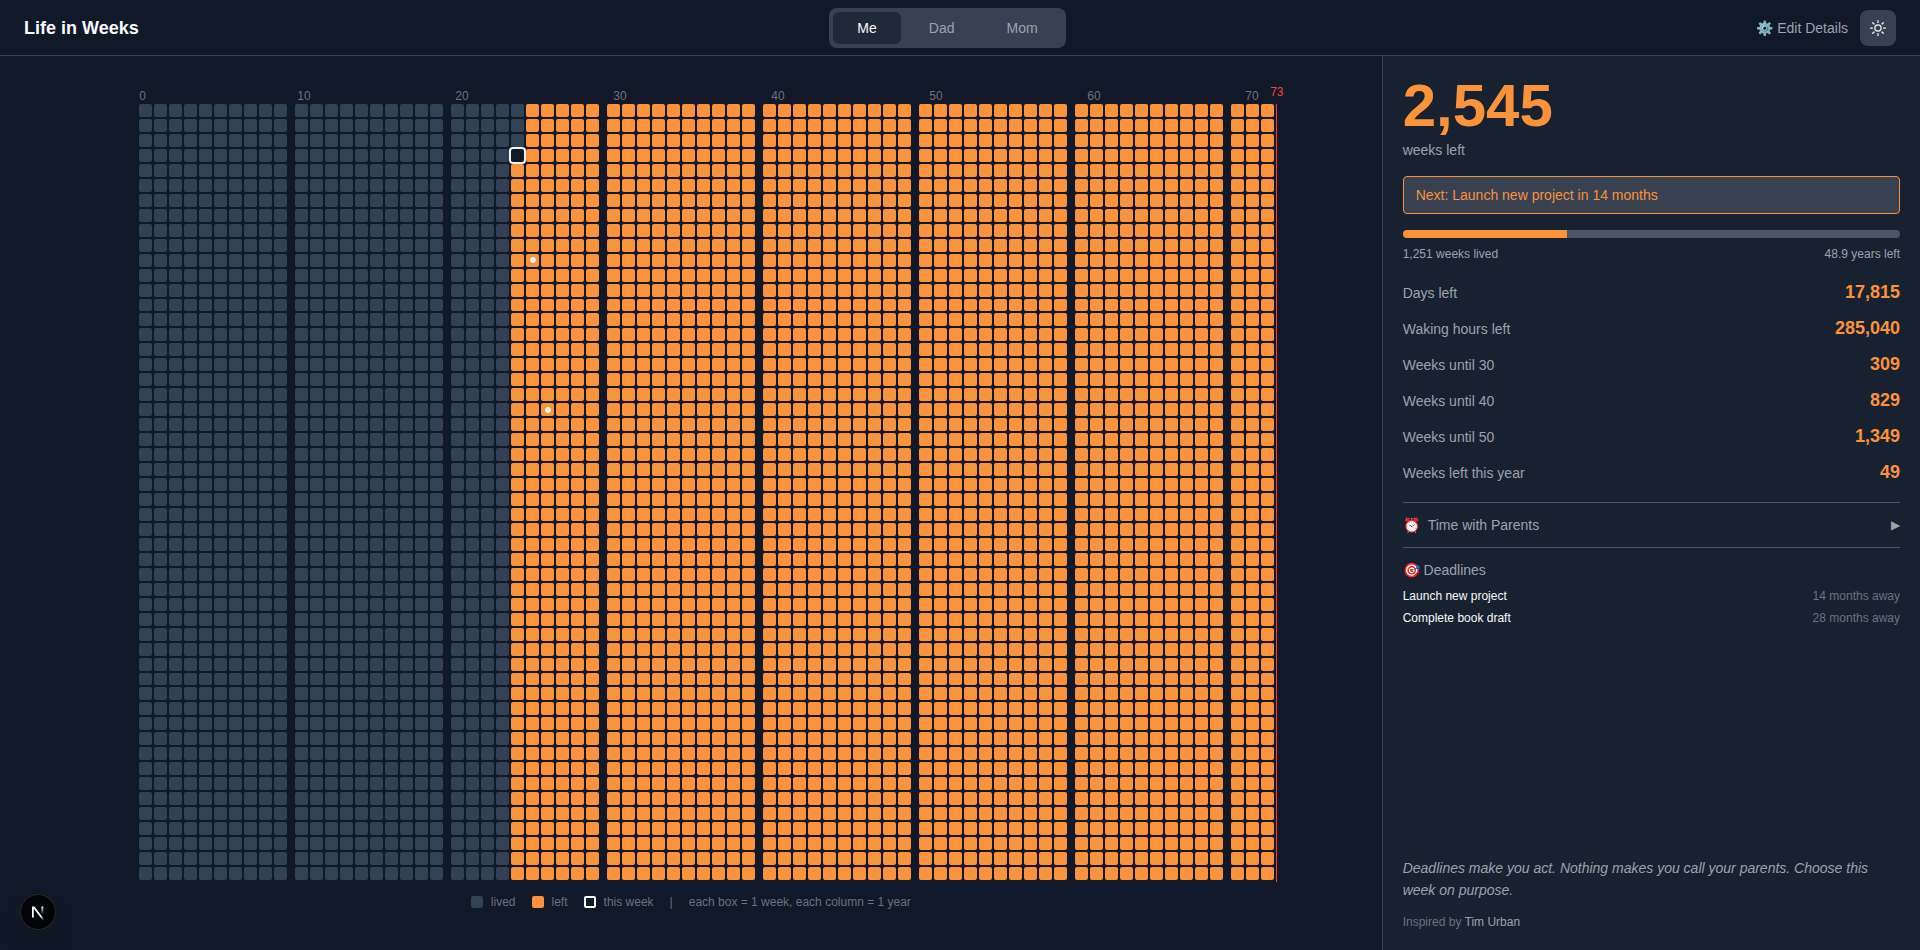 Life in Weeks
Me Dad Mom
⚙️ Edit Details
0 10 20 30 40 50 60 70 73
lived left this week | each box = 1 week, each column = 1 year
2,545
weeks left
Next: Launch new project in 14 months
1,251 weeks lived 48.9 years left
Days left 17,815
Waking hours left 285,040
Weeks until 30 309
Weeks until 40 829
Weeks until 50 1,349
Weeks left this year 49
⏰ Time with Parents ▶
🎯 Deadlines
Launch new project 14 months away
Complete book draft 28 months away
Deadlines make you act. Nothing makes you call your parents. Choose this
week on purpose.
Inspired by Tim Urban
N